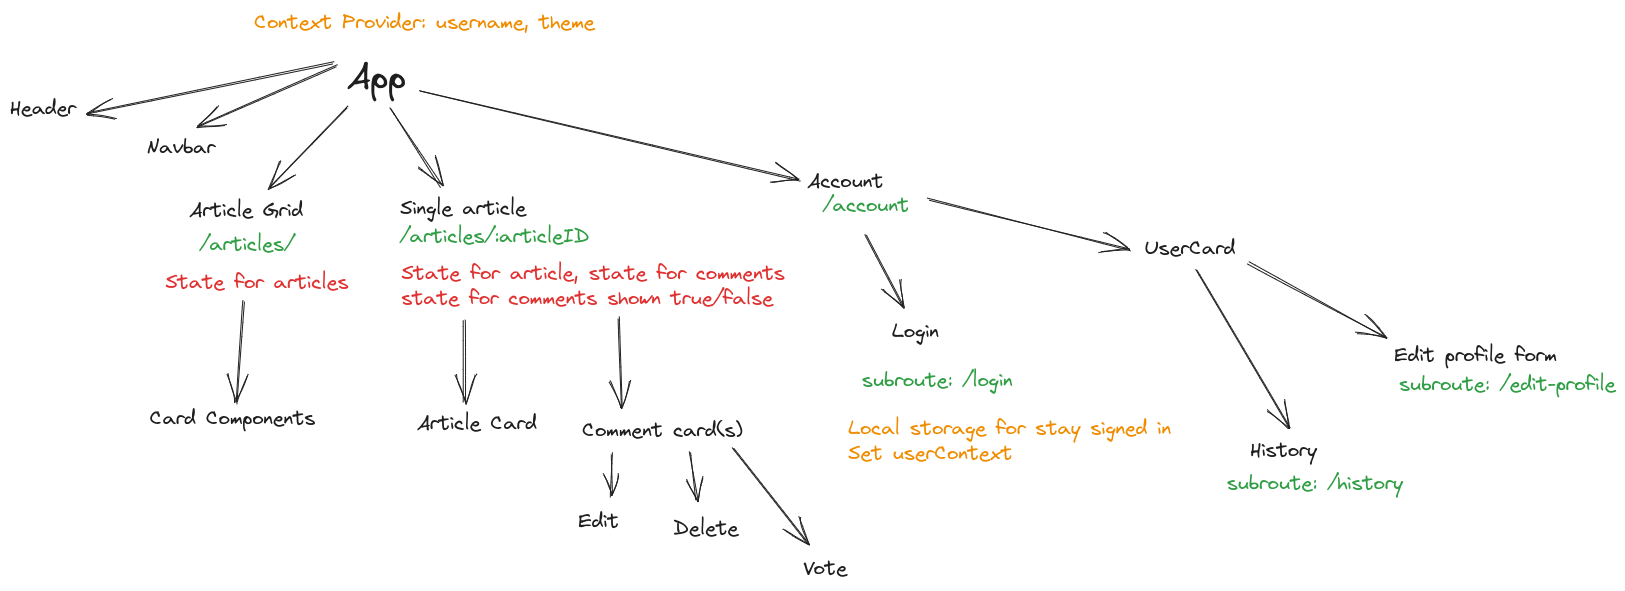 Context Provider: username, theme
App
Header
Navbar
Article Grid
/articles/
State for articles
Card Components
Single article
/articles/:articleID
State for article, state for comments
state for comments shown true/false
Article Card
Comment card(s)
Edit
Delete
Vote
Account
/account
Login
subroute: /login
Local storage for stay signed in
Set userContext
UserCard
History
subroute: /history
Edit profile form
subroute: /edit-profile